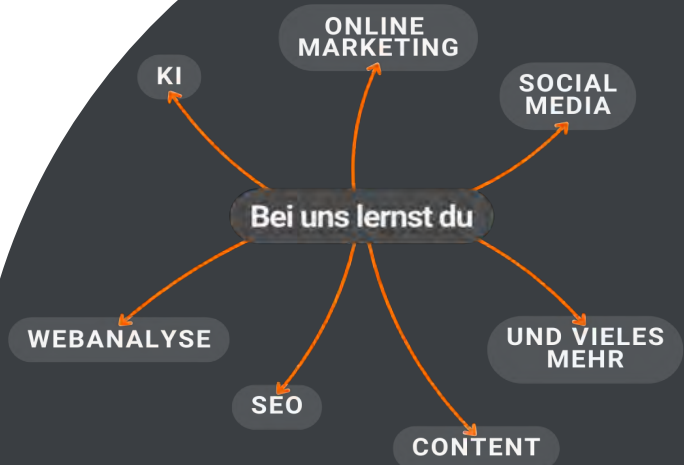 ONLINE
MARKETING
KI
SOCIAL
MEDIA
Bei uns lernst du
WEBANALYSE
UND VIELES
MEHR
SEO
CONTENT